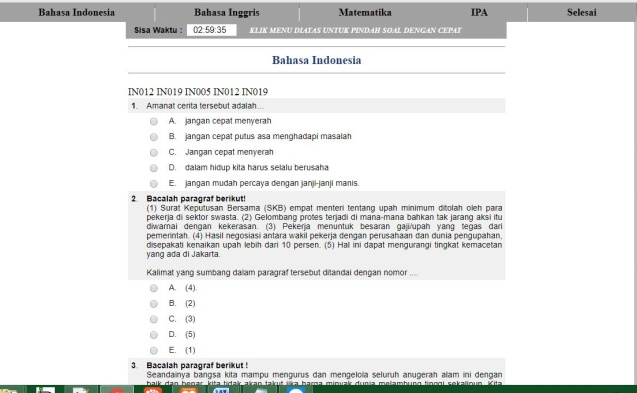 Bahasa Indonesia Bahasa Inggris Matematika IPA Selesai
Sisa Waktu : 02:59:35 KLIK MENU DIATAS UNTUK PINDAH SOAL DENGAN CEPAT
Bahasa Indonesia
IN012 IN019 IN005 IN012 IN019
1. Amanat cerita tersebut adalah...
A. jangan cepat menyerah
B. jangan cepat putus asa menghadapi masalah
C. Jangan cepat menyerah
D. dalam hidup kita harus selalu berusaha
E. jangan mudah percaya dengan janji-janji manis.
2. Bacalah paragraf berikut!
(1) Surat Keputusan Bersama (SKB) empat menteri tentang upah minimum ditolah oleh para
pekerja di sektor swasta. (2) Gelombang protes terjadi di mana-mana bahkan tak jarang aksi itu
diwarnai dengan kekerasan. (3) Pekerja menuntuk besaran gaji/upah yang tegas dari
pemerintah. (4) Hasil negosiasi antara wakil pekerja dengan perusahaan dan dunia pengupahan,
disepakati kenaikan upah lebih dari 10 persen. (5) Hal ini dapat mengurangi tingkat kemacetan
yang ada di Jakarta.
Kalimat yang sumbang dalam paragraf tersebut ditandai dengan nomor ....
A. (4).
B. (2)
C. (3)
D. (5)
E. (1)
3. Bacalah paragraf berikut !
Seandainya bangsa kita mampu mengurus dan mengelola seluruh anugerah alam ini dengan
baik dan benar, kita tidak akan takut jika harga minyak dunia melambung tinggi sekalipun. Kita